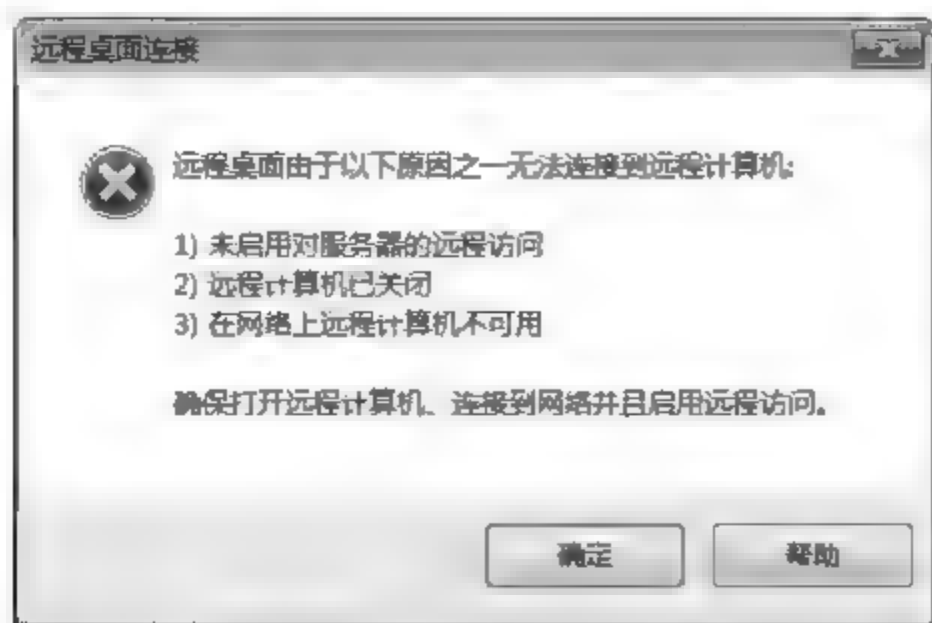 远程桌面连接
远程桌面由于以下原因之一无法连接到远程计算机:
1) 未启用对服务器的远程访问
2) 远程计算机已关闭
3) 在网络上远程计算机不可用
确保打开远程计算机、连接到网络并且启用远程访问。
确定
帮助